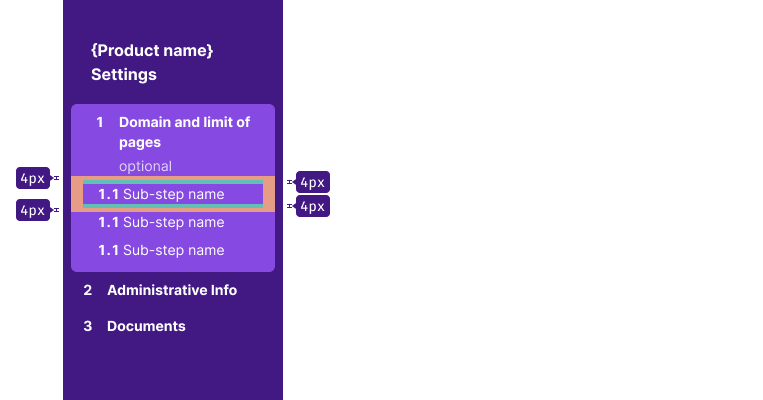 {Product name}
Settings
1 Domain and limit of
pages
optional
4px
4px
1.1 Sub-step name
4px
4px
1.1 Sub-step name
1.1 Sub-step name
2 Administrative Info
3 Documents